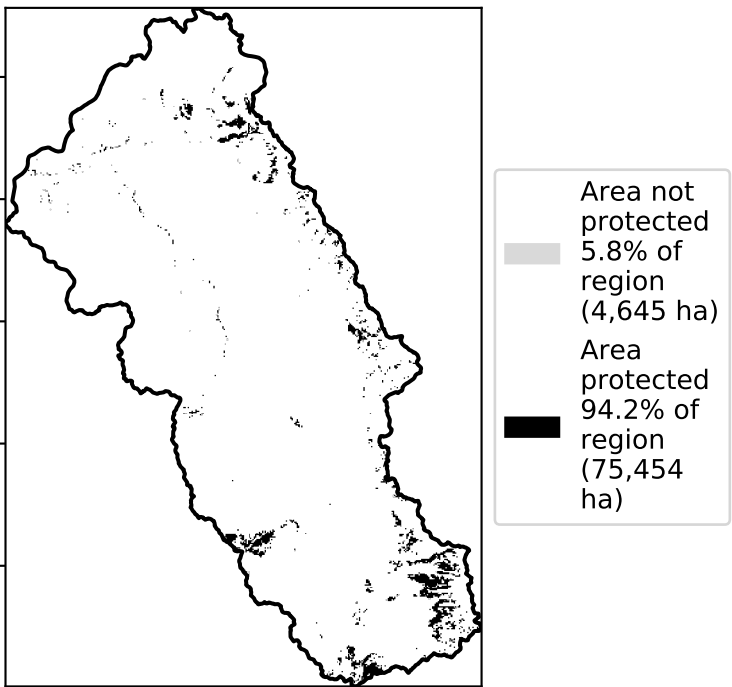 Area not
protected
5.8% of
region
(4,645 ha)
Area
protected
94.2% of
region
(75,454
ha)